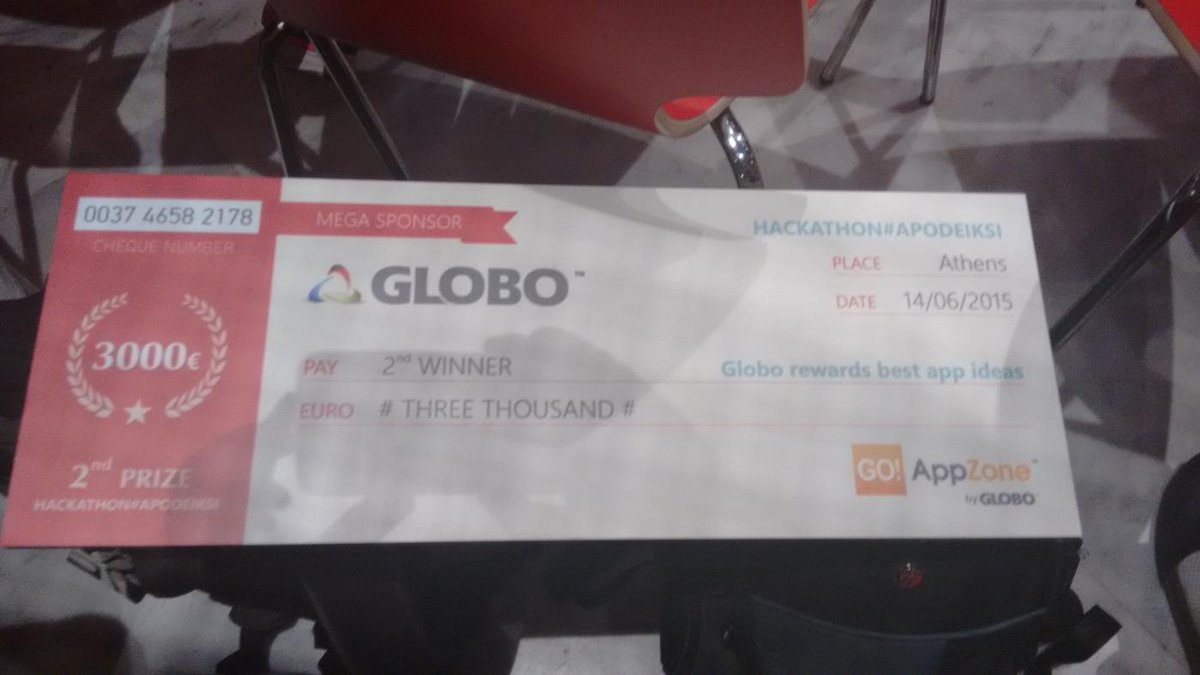 0037 4658 2178
CHEQUE NUMBER
3000€
2nd PRIZE
HACKATHON#APODEIKSI
MEGA SPONSOR
GLOBO™
HACKATHON#APODEIKSI
PLACE Athens
DATE 14/06/2015
PAY 2nd WINNER
EURO # THREE THOUSAND #
Globo rewards best app ideas
GO! AppZone™
by GLOBO